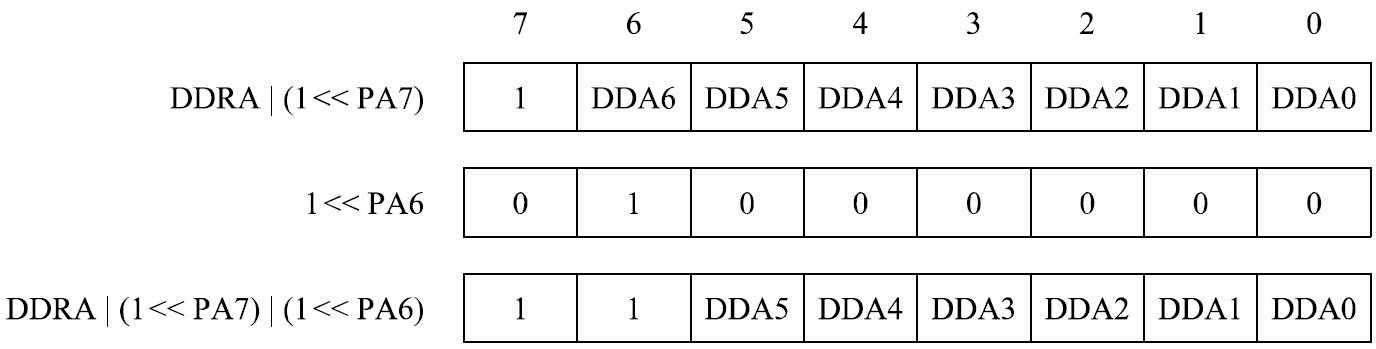 7 6 5 4 3 2 1 0
DDRA | (1<< PA7) 1 DDA6 DDA5 DDA4 DDA3 DDA2 DDA1 DDA0
1<< PA6 0 1 0 0 0 0 0 0
DDRA | (1<< PA7) | (1<< PA6) 1 1 DDA5 DDA4 DDA3 DDA2 DDA1 DDA0